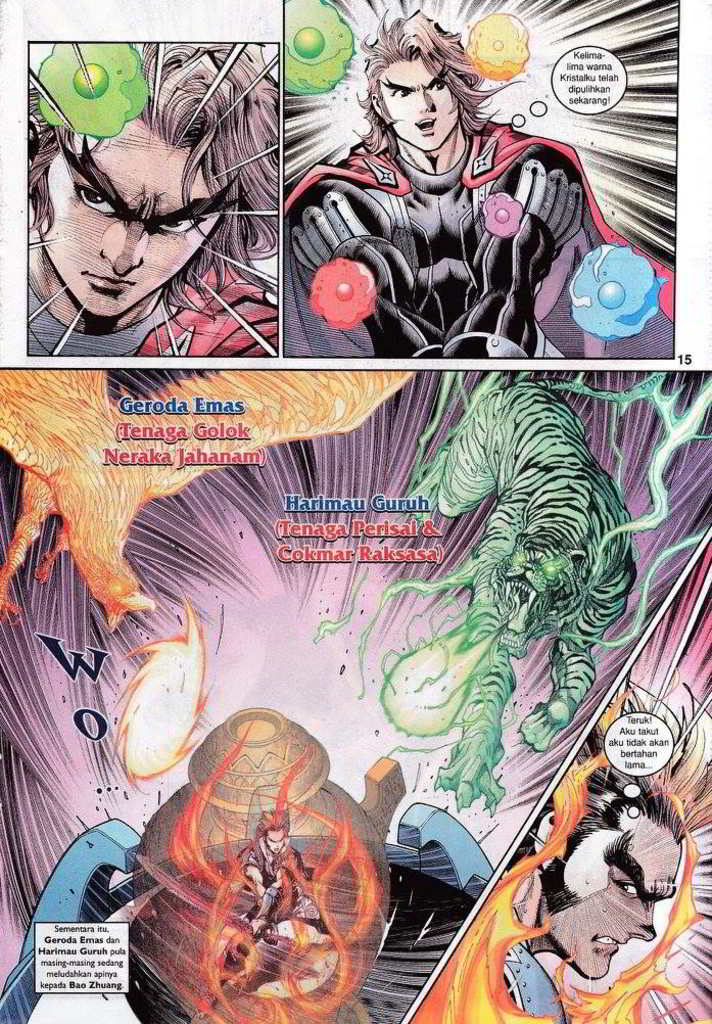 Kelima-
lima warna
Kristalku telah
dipulihkan
sekarang!
15
Geroda Emas
(Tenaga Golok
Neraka Jahanam)
Harimau Guruh
(Tenaga Perisai &
Cokmar Raksasa)
W
O
Teruk!
Aku takut
aku tidak akan
bertahan
lama...
Sementara itu,
Geroda Emas dan
Harimau Guruh pula
masing-masing sedang
meludahkan apinya
kepada Bao Zhuang.